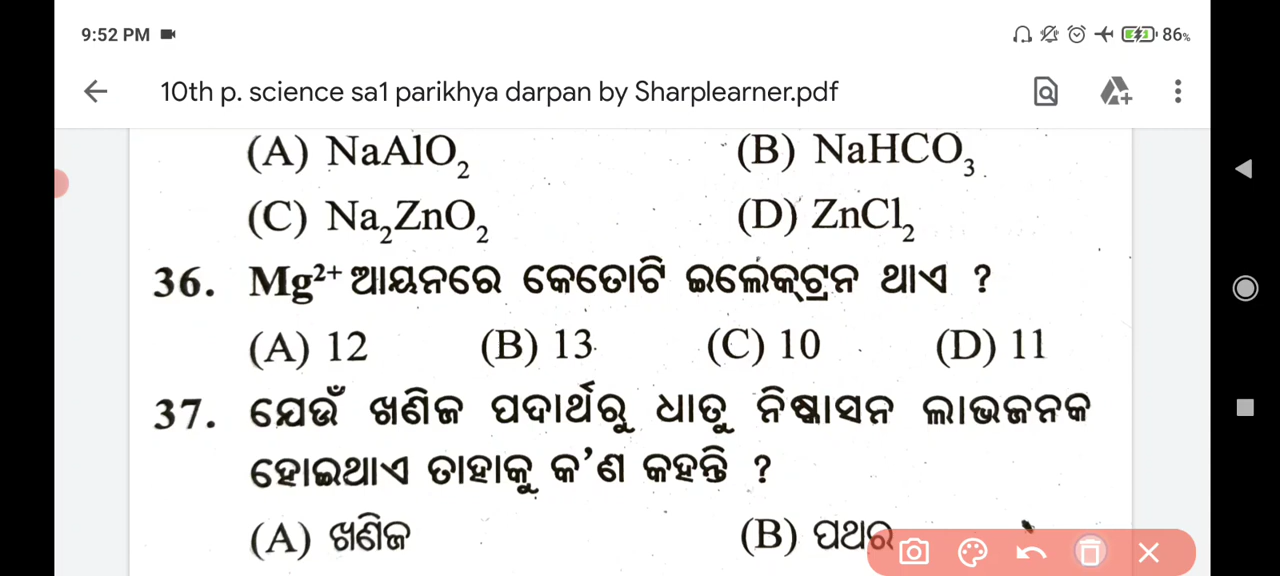 9:52 PM 86%
10th p. science sa1 parikhya darpan by Sharplearner.pdf
(A) NaAlO₂ (B) NaHCO₃
(C) Na₂ZnO₂ (D) ZnCl₂
36. Mg²⁺ ଆୟନରେ କେତୋଟି ଇଲେକ୍ଟ୍ରନ ଥାଏ ?
(A) 12 (B) 13 (C) 10 (D) 11
37. ଯେଉଁ ଖଣିଜ ପଦାର୍ଥରୁ ଧାତୁ ନିଷ୍କାସନ ଲାଭଜନକ
ହୋଇଥାଏ ତାହାକୁ କ'ଣ କହନ୍ତି ?
(A) ଖଣିଜ (B) ପଥର